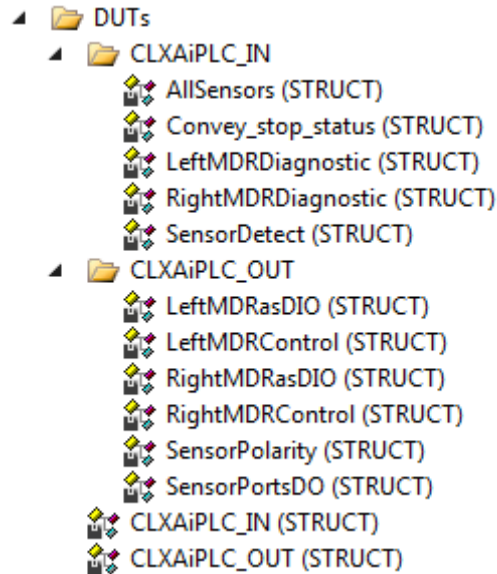 DUTs
CLXAiPLC_IN
AllSensors (STRUCT)
Convey_stop_status (STRUCT)
LeftMDRDiagnostic (STRUCT)
RightMDRDiagnostic (STRUCT)
SensorDetect (STRUCT)
CLXAiPLC_OUT
LeftMDRasDIO (STRUCT)
LeftMDRControl (STRUCT)
RightMDRasDIO (STRUCT)
RightMDRControl (STRUCT)
SensorPolarity (STRUCT)
SensorPortsDO (STRUCT)
CLXAiPLC_IN (STRUCT)
CLXAiPLC_OUT (STRUCT)